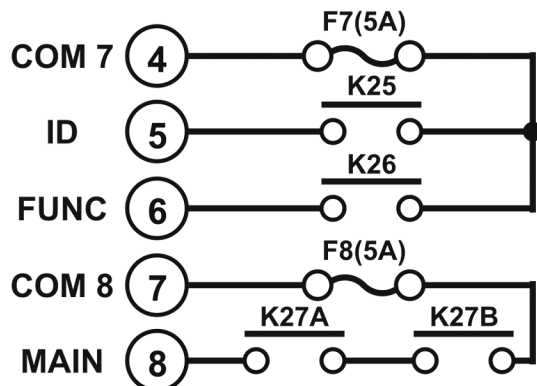 F7(5A)
COM 7 4
K25
ID 5
K26
FUNC 6
F8(5A)
COM 8 7
K27A K27B
MAIN 8